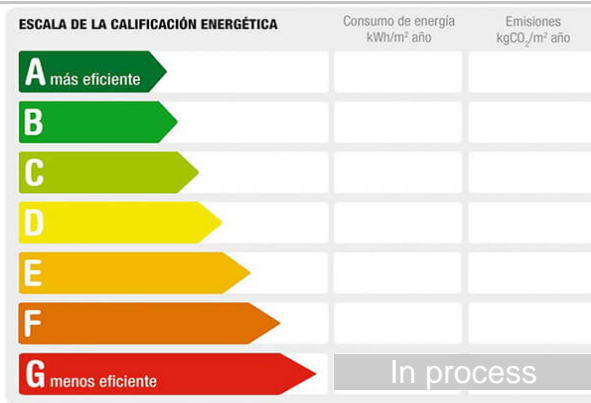 ESCALA DE LA CALIFICACIÓN ENERGÉTICA
Consumo de energía
kWh/m² año
Emisiones
kgCO₂/m² año
A más eficiente
B
C
D
E
F
G menos eficiente
In process